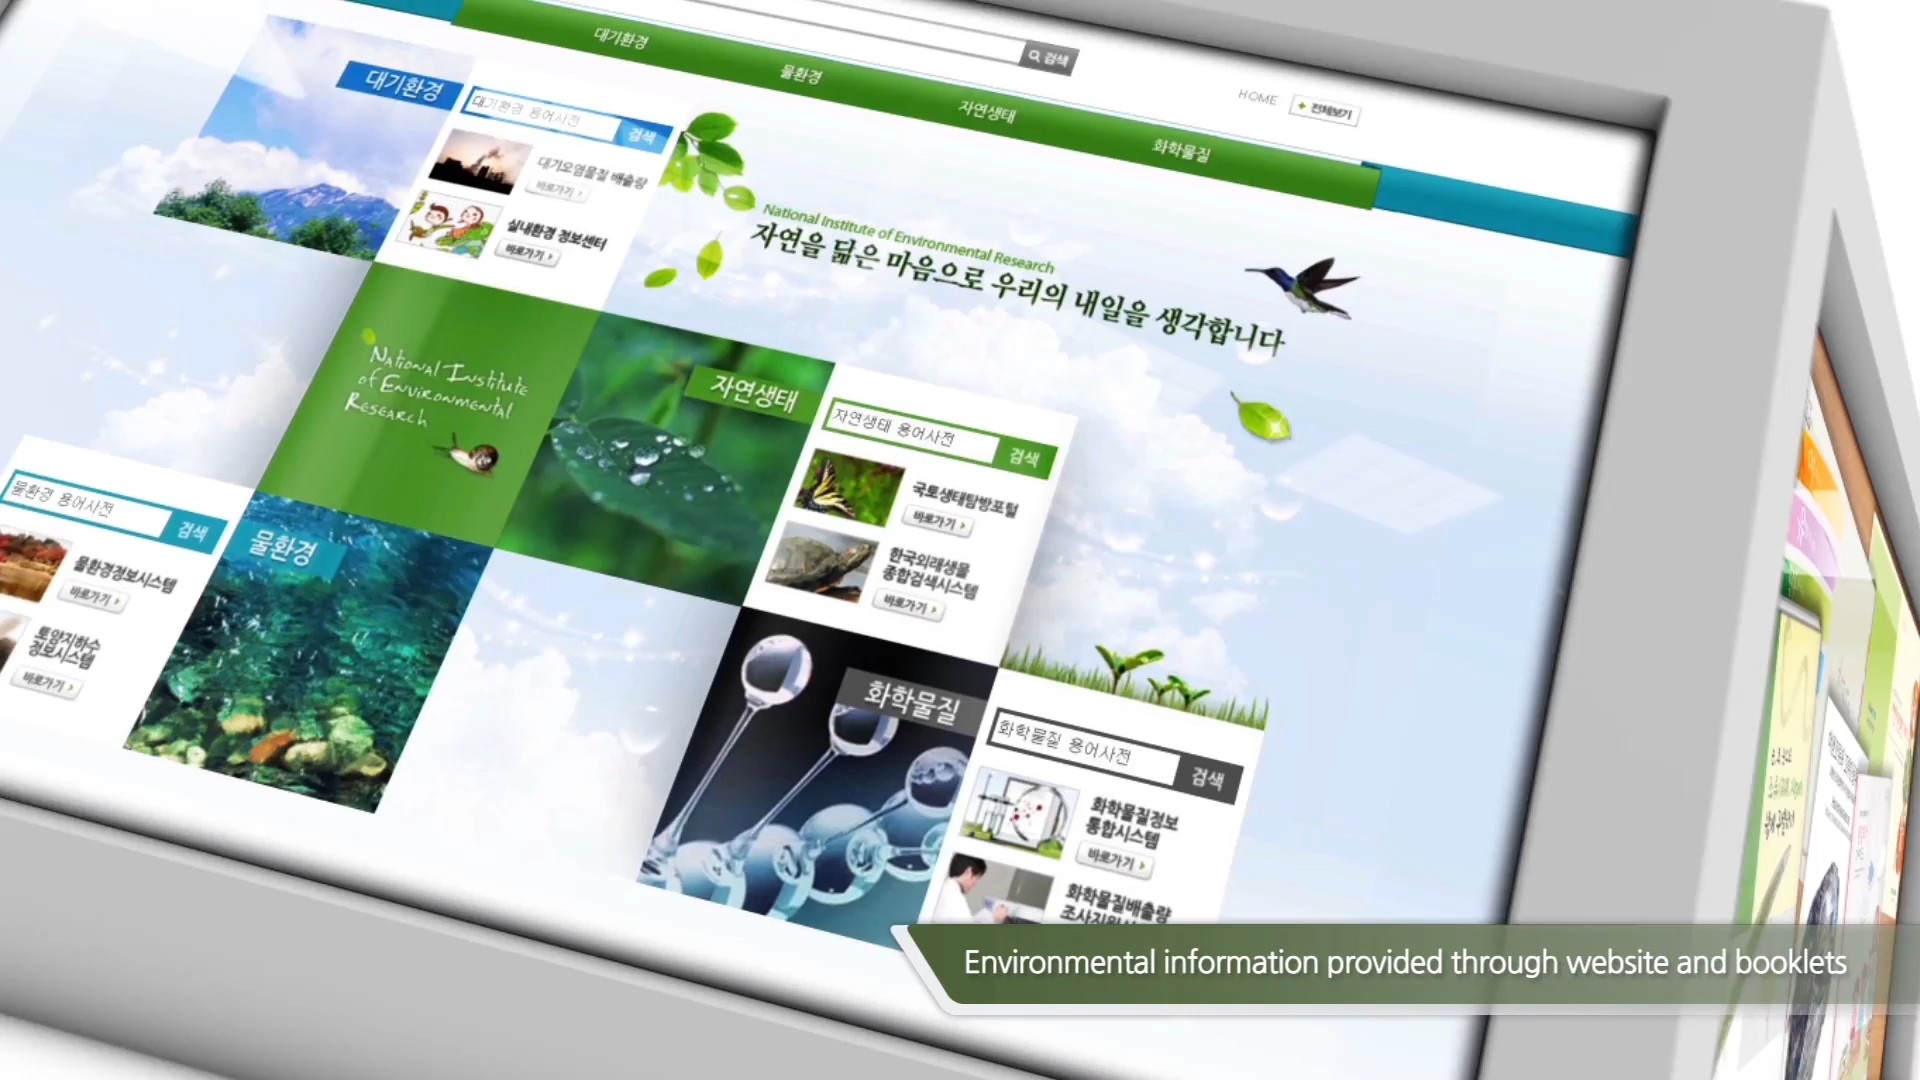 검색
HOME
전체보기
대기환경
물환경
자연생태
화학물질
대기환경
대기환경 용어사전
검색
대기오염물질 배출량
바로가기
실내환경 정보센터
바로가기
National Institute of Environmental Research
자연을 닮은 마음으로 우리의 내일을 생각합니다
National Institute
of Environmental
Research
자연생태
자연생태 용어사전
검색
국토생태탐방포털
바로가기
한국외래생물
종합검색시스템
바로가기
물환경 용어사전
검색
물환경정보시스템
바로가기
토양지하수
정보시스템
바로가기
물환경
화학물질
화학물질 용어사전
검색
화학물질정보
통합시스템
바로가기
화학물질배출량
Environmental information provided through website and booklets